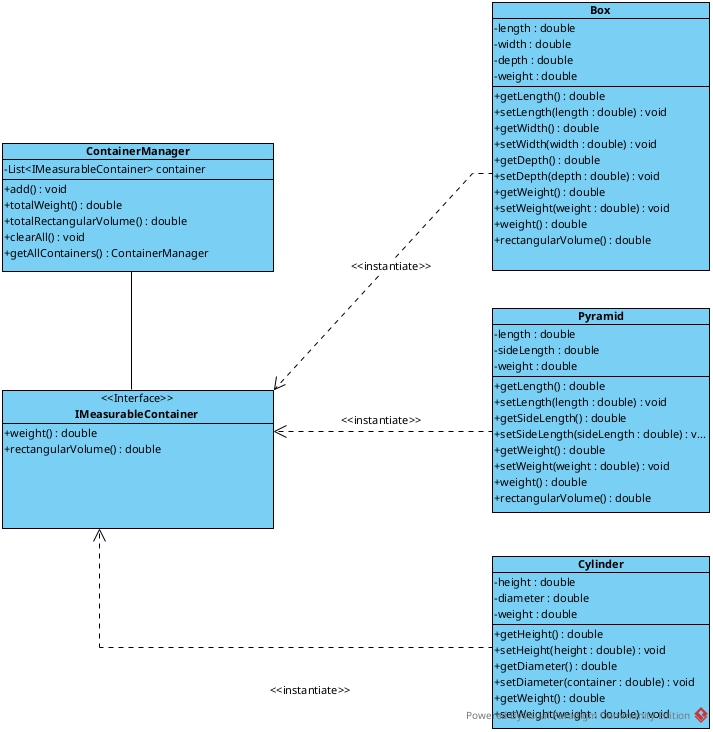 Box
-length : double
-width : double
-depth : double
-weight : double
+getLength() : double
+setLength(length : double) : void
+getWidth() : double
+setWidth(width : double) : void
+getDepth() : double
+setDepth(depth : double) : void
+getWeight() : double
+setWeight(weight : double) : void
+weight() : double
+rectangularVolume() : double
ContainerManager
-List<IMeasurableContainer> container
+add() : void
+totalWeight() : double
+totalRectangularVolume() : double
+clearAll() : void
+getAllContainers() : ContainerManager
<<instantiate>>
Pyramid
-length : double
-sideLength : double
-weight : double
+getLength() : double
+setLength(length : double) : void
+getSideLength() : double
+setSideLength(sideLength : double) : v...
+getWeight() : double
+setWeight(weight : double) : void
+weight() : double
+rectangularVolume() : double
<<Interface>>
IMeasurableContainer
+weight() : double
+rectangularVolume() : double
<<instantiate>>
Cylinder
-height : double
-diameter : double
-weight : double
+getHeight() : double
+setHeight(height : double) : void
+getDiameter() : double
+setDiameter(container : double) : void
+getWeight() : double
+setWeight(weight : double) : void
<<instantiate>>
Powered Edition